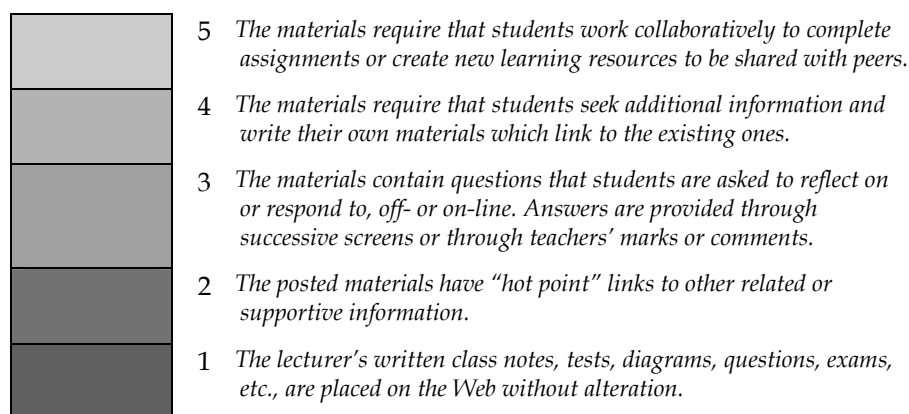 5 The materials require that students work collaboratively to complete
assignments or create new learning resources to be shared with peers.
4 The materials require that students seek additional information and
write their own materials which link to the existing ones.
3 The materials contain questions that students are asked to reflect on
or respond to, off- or on-line. Answers are provided through
successive screens or through teachers’ marks or comments.
2 The posted materials have “hot point” links to other related or
supportive information.
1 The lecturer’s written class notes, tests, diagrams, questions, exams,
etc., are placed on the Web without alteration.